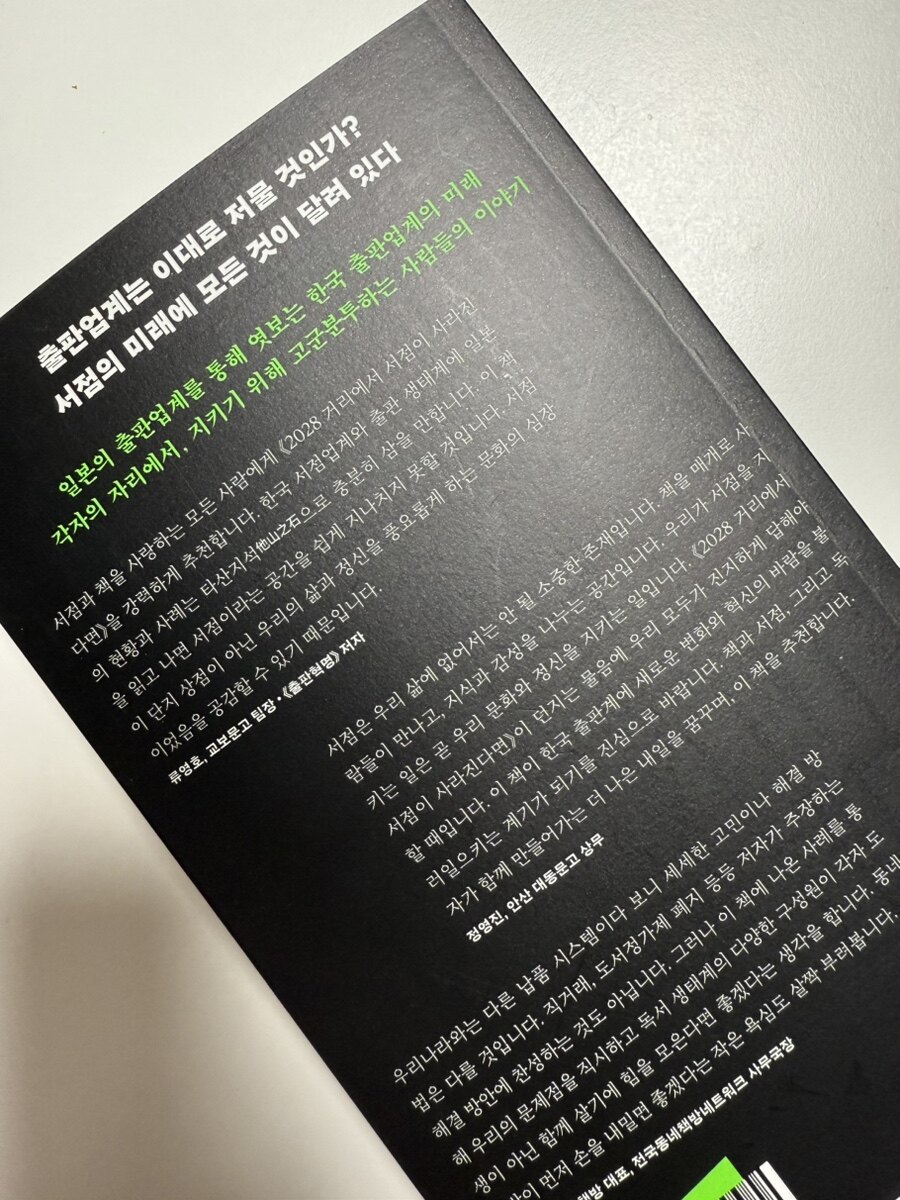 출판업계는 이대로 저물 것인가?
서점의 미래에 모든 것이 달려 있다
일본의 출판업계를 통해 엿보는 한국 출판업계의 미래
각자의 자리에서, 지키기 위해 고군분투하는 사람들의 이야기
서점과 책을 사랑하는 모든 사람에게 《2028 거리에서 서점이 사라진
다면》을 강력하게 추천합니다. 한국 서점업계와 출판 생태계에 일본
의 현황과 사례는 타산지석他山之石으로 충분히 삼을 만합니다. 이 책
을 읽고 나면 서점이라는 공간을 쉽게 지나치지 못할 것입니다. 서점
이 단지 상점이 아닌 우리의 삶과 정신을 풍요롭게 하는 문화의 심장
이었음을 공감할 수 있기 때문입니다.
류영호, 교보문고 팀장·《출판혁명》 저자
서점은 우리 삶에 없어서는 안 될 소중한 존재입니다. 책을 매개로 사
람들이 만나고, 지식과 감성을 나누는 공간입니다. 우리가 서점을 지
키는 일은 곧 우리 문화와 정신을 지키는 일입니다. 《2028 거리에서
서점이 사라진다면》이 던지는 물음에 우리 모두가 진지하게 답해야
할 때입니다. 이 책이 한국 출판계에 새로운 변화와 혁신의 바람을 불
러일으키는 계기가 되기를 진심으로 바랍니다. 책과 서점, 그리고 독
자가 함께 만들어가는 더 나은 내일을 꿈꾸며, 이 책을 추천합니다.
정영진, 안산 대동문고 상무
우리나라와는 다른 납품 시스템이다 보니 세세한 고민이나 해결 방
법은 다를 것입니다. 직거래, 도서정가제 폐지 등등 저자가 주장하는
해결 방안에 찬성하는 것도 아닙니다. 그러나 이 책에 나온 사례를 통
해 우리의 문제점을 직시하고 독서 생태계의 다양한 구성원이 각자 도
생이 아닌 함께 살기에 힘을 모은다면 좋겠다는 생각을 합니다. 동네
먼저 손을 내밀면 좋겠다는 작은 욕심도 살짝 부려봅니다.
대표, 전국동네책방네트워크 사무국장